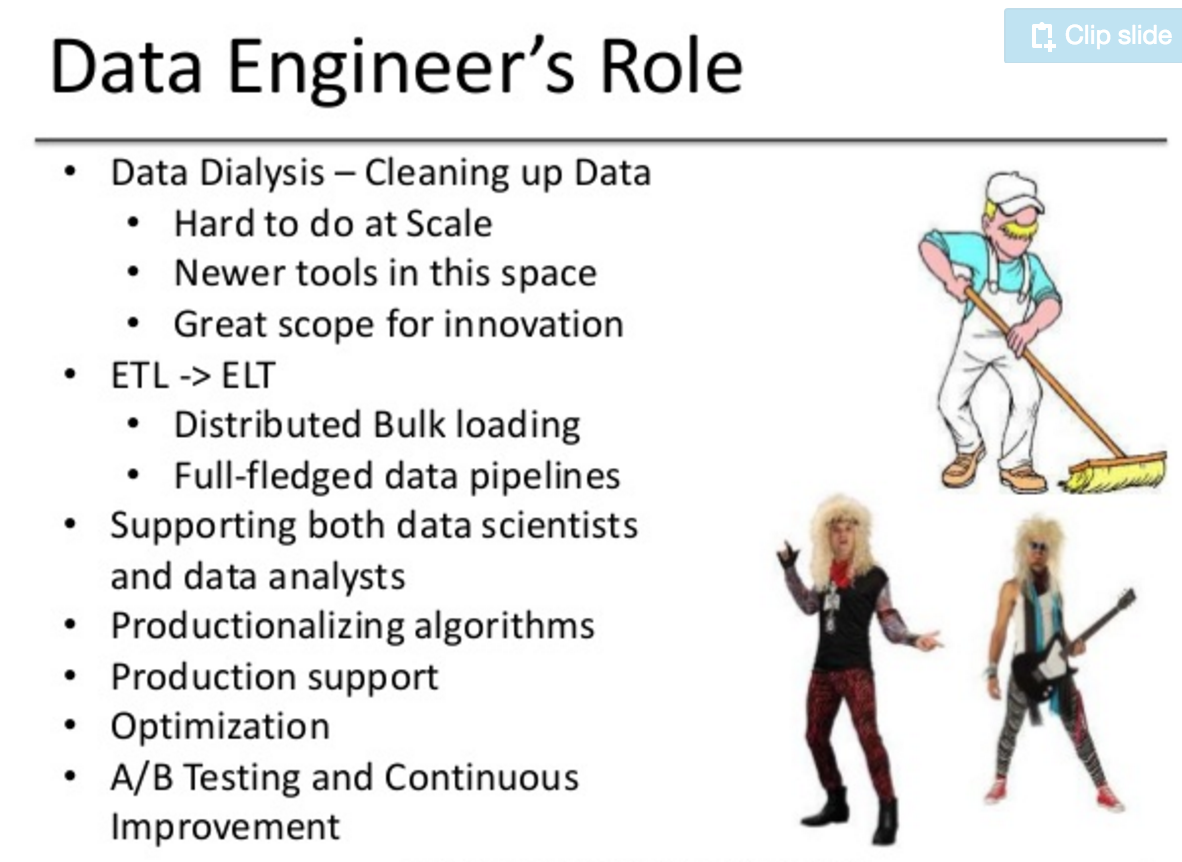 Clip slide
Data Engineer’s Role
• Data Dialysis – Cleaning up Data
• Hard to do at Scale
• Newer tools in this space
• Great scope for innovation
• ETL -> ELT
• Distributed Bulk loading
• Full-fledged data pipelines
• Supporting both data scientists
and data analysts
• Productionalizing algorithms
• Production support
• Optimization
• A/B Testing and Continuous
Improvement